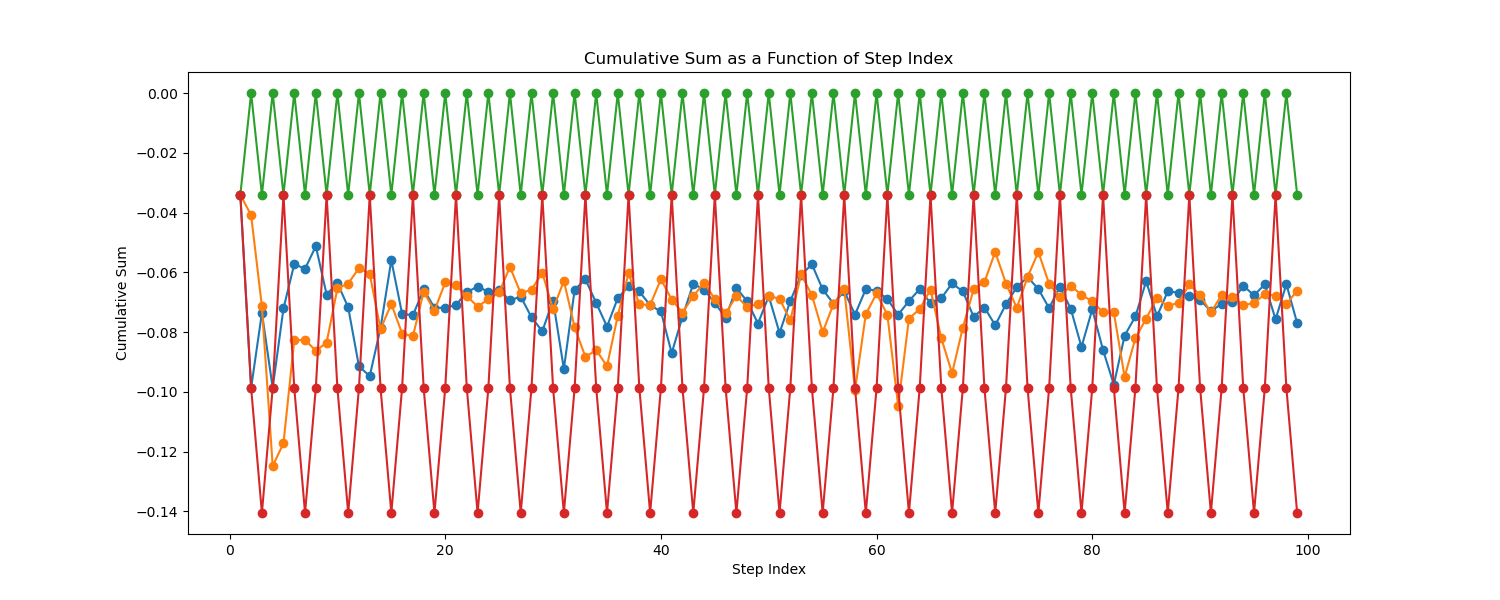 Cumulative Sum as a Function of Step Index
Cumulative Sum
0.00
−0.02
−0.04
−0.06
−0.08
−0.10
−0.12
−0.14
0 20 40 60 80 100
Step Index